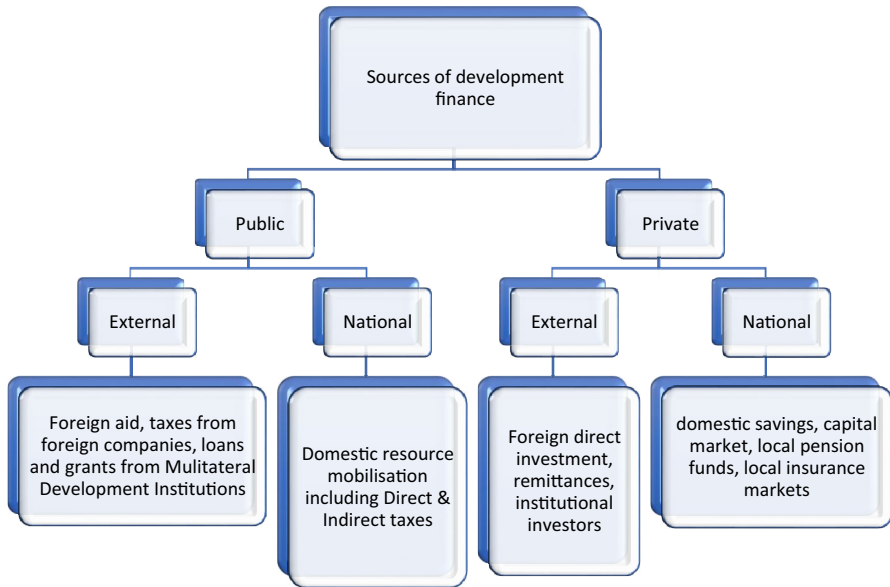 Sources of development
finance
Public
Private
External
National
External
National
Foreign aid, taxes from
foreign companies, loans
and grants from Mulitateral
Development Institutions
Domestic resource
mobilisation
including Direct &
Indirect taxes
Foreign direct
investment,
remittances,
institutional
investors
domestic savings, capital
market, local pension
funds, local insurance
markets